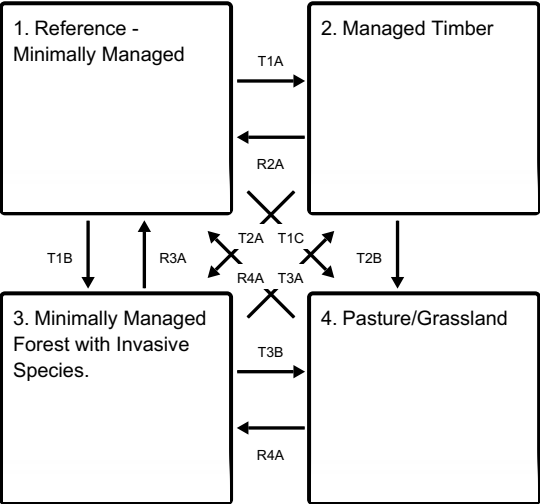 1. Reference -
Minimally Managed
2. Managed Timber
T1A
R2A
T1B
R3A
T2A
T1C
T2B
R4A
T3A
3. Minimally Managed
Forest with Invasive
Species.
4. Pasture/Grassland
T3B
R4A